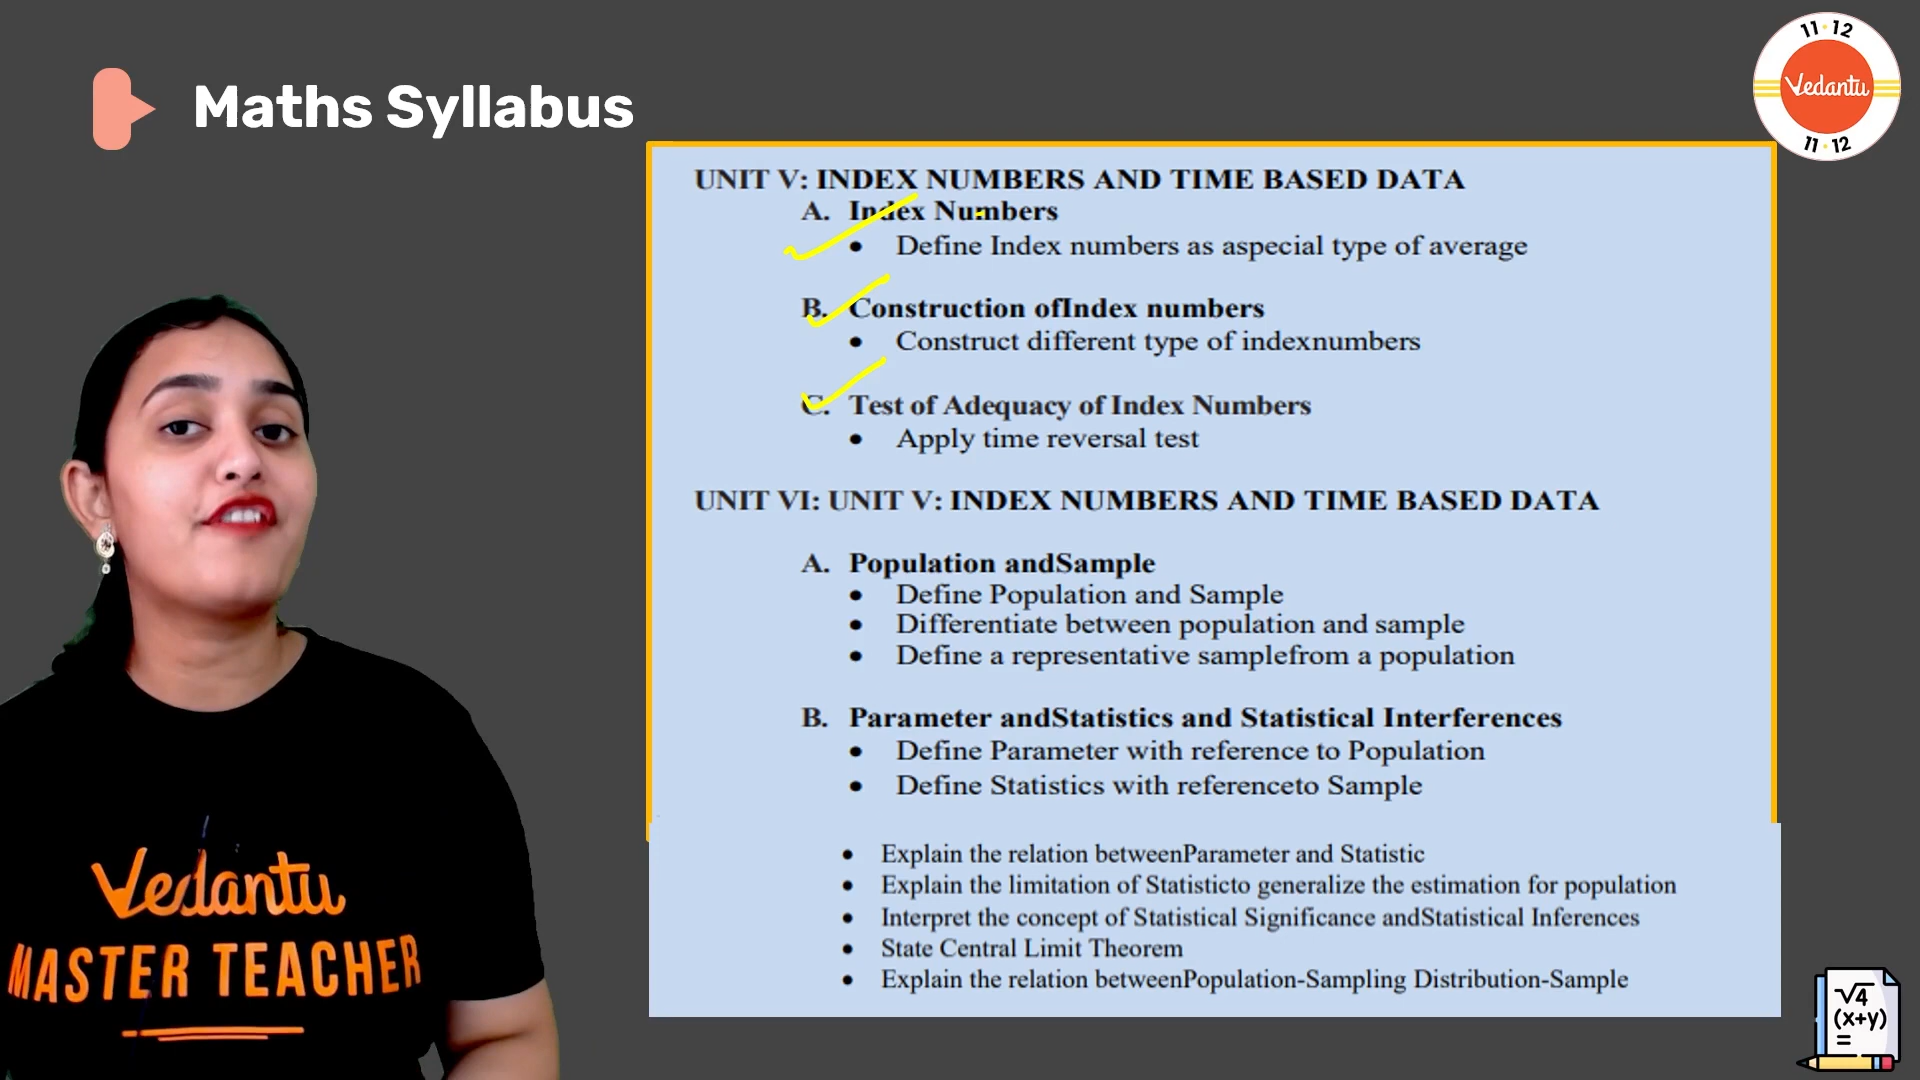 Maths Syllabus
11·12
Vedantu
11·12
UNIT V: INDEX NUMBERS AND TIME BASED DATA
A. Index Numbers
• Define Index numbers as aspecial type of average
B. Construction ofIndex numbers
• Construct different type of indexnumbers
C. Test of Adequacy of Index Numbers
• Apply time reversal test
UNIT VI: UNIT V: INDEX NUMBERS AND TIME BASED DATA
A. Population andSample
• Define Population and Sample
• Differentiate between population and sample
• Define a representative samplefrom a population
B. Parameter andStatistics and Statistical Interferences
• Define Parameter with reference to Population
• Define Statistics with referenceto Sample
• Explain the relation betweenParameter and Statistic
• Explain the limitation of Statisticto generalize the estimation for population
• Interpret the concept of Statistical Significance andStatistical Inferences
• State Central Limit Theorem
• Explain the relation betweenPopulation-Sampling Distribution-Sample
Vedantu
MASTER TEACHER
√4
(x+y)
=